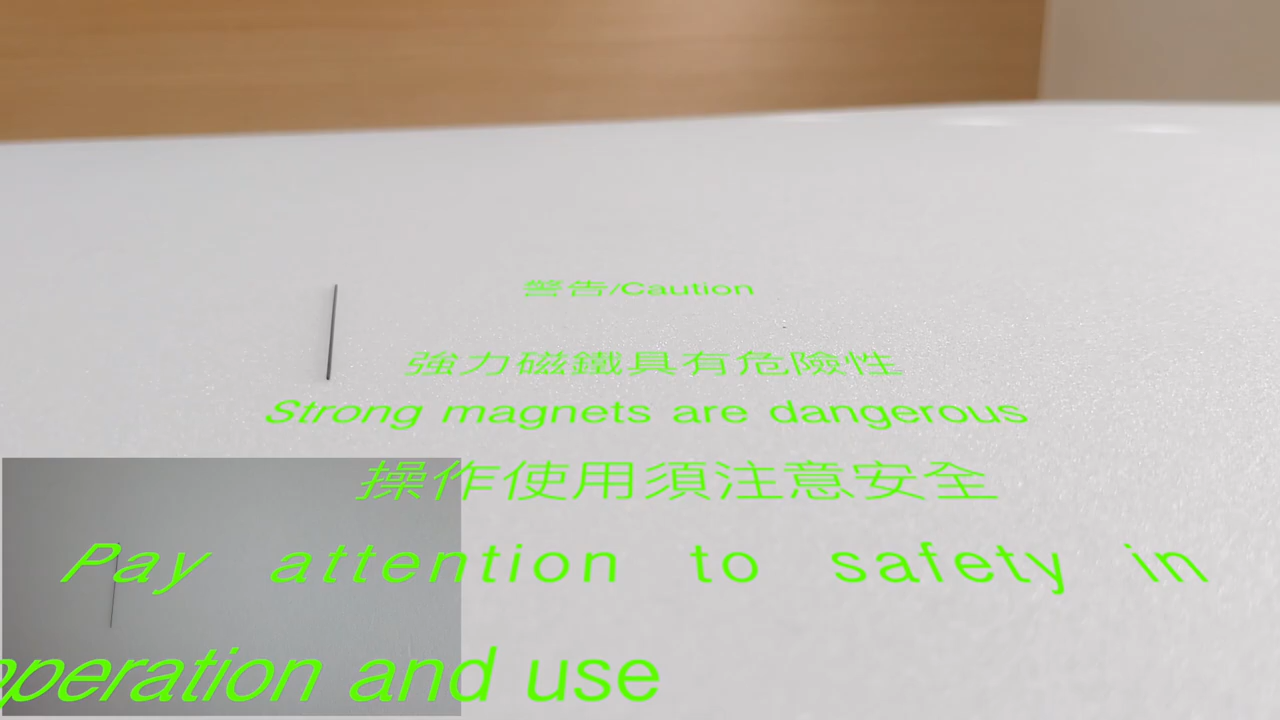 警告/Caution
強力磁鐵具有危險性
Strong magnets are dangerous
操作使用須注意安全
Pay attention to safety in
operation and use